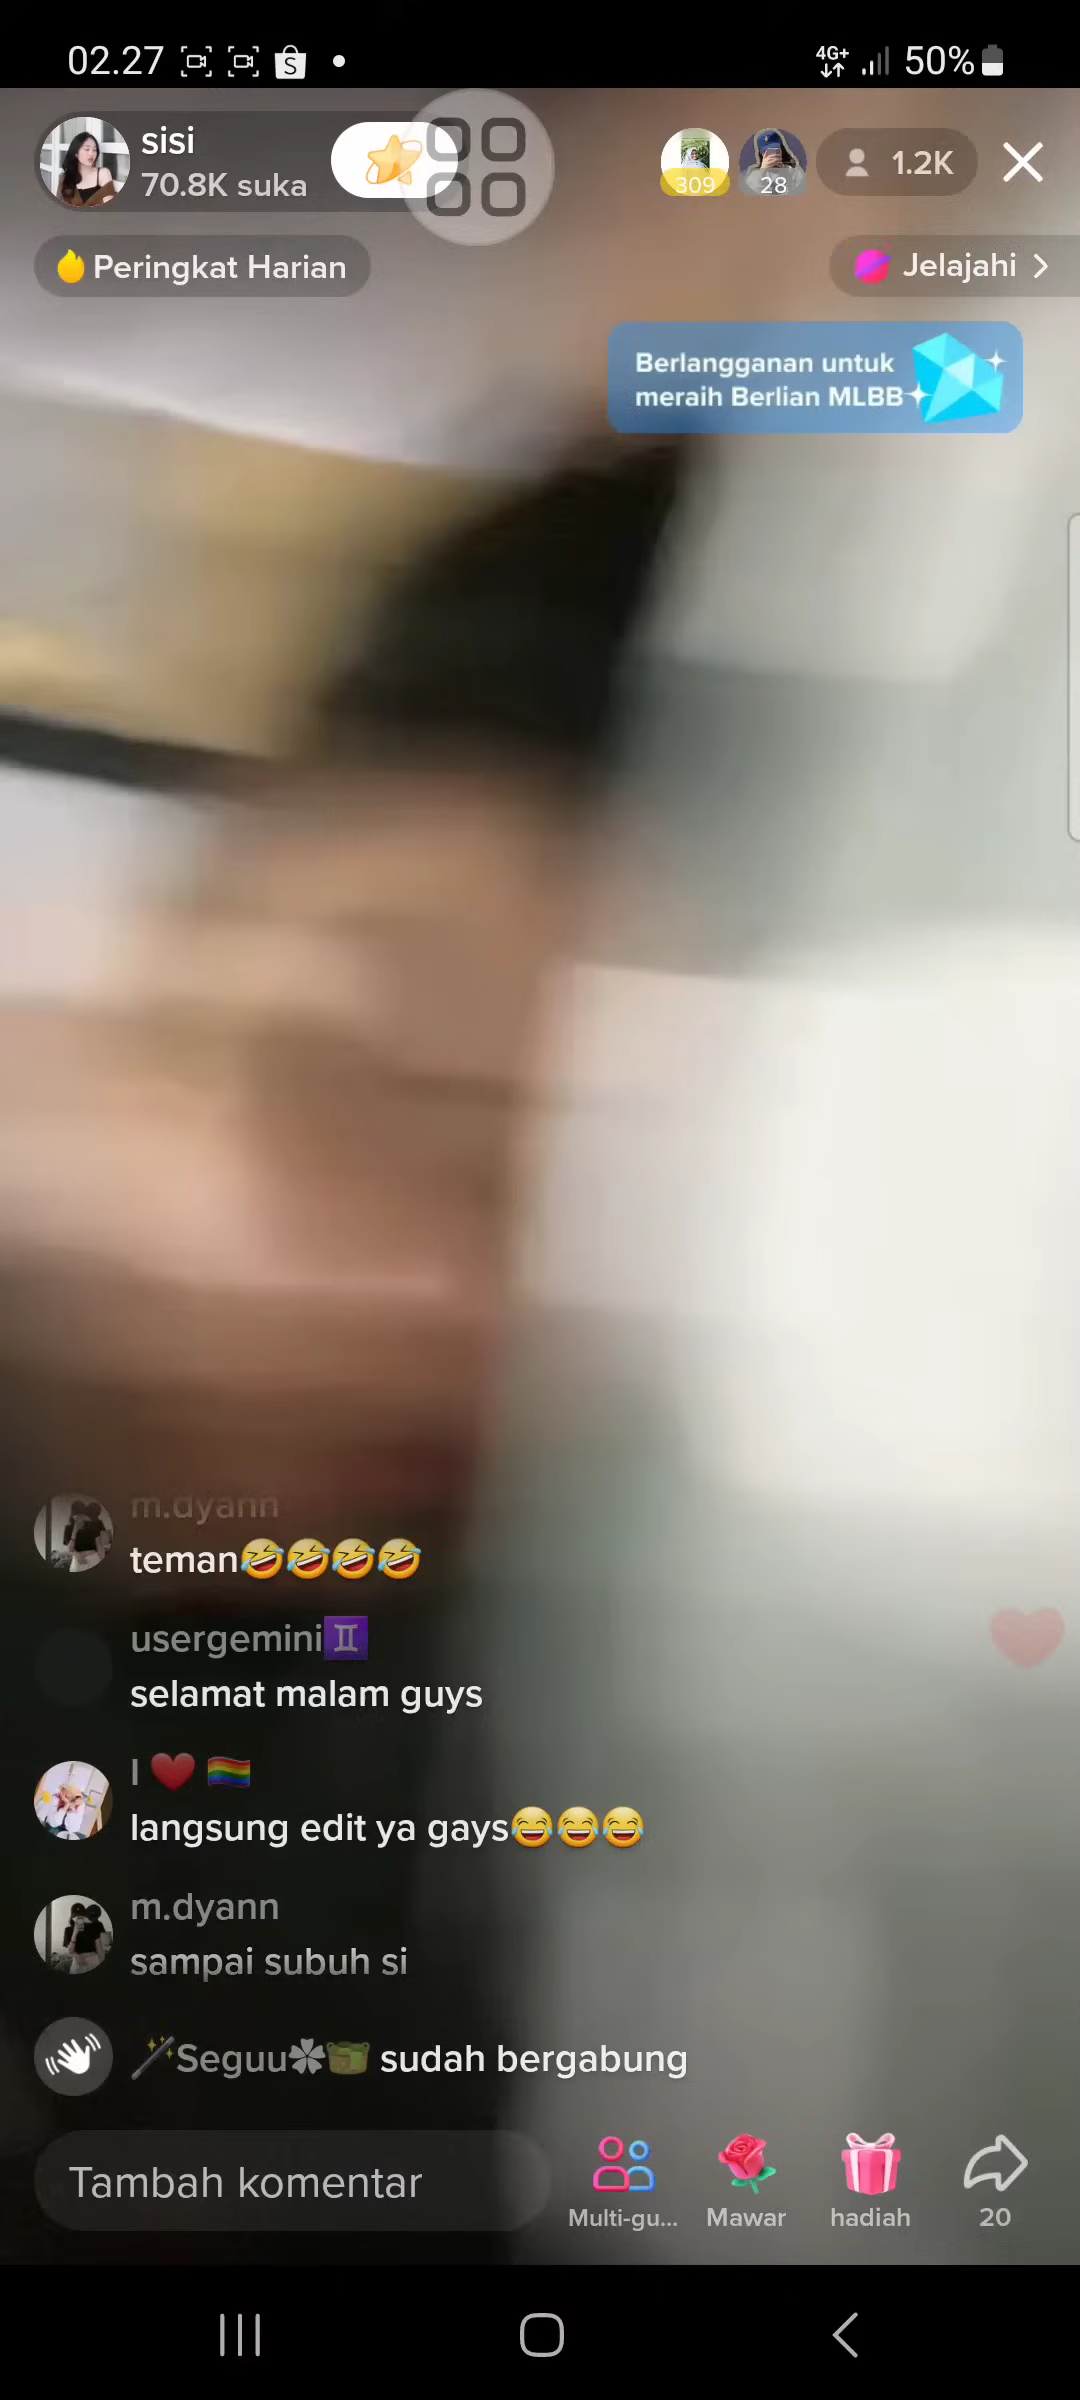 02.27
4G+
50%
sisi
70.8K suka
309
28
1.2K
Peringkat Harian
Jelajahi
Berlangganan untuk
meraih Berlian MLBB
m.dyann
teman🤣🤣🤣🤣
usergemini♊
selamat malam guys
I ❤️ 🏳️‍🌈
langsung edit ya gays😂😂😂
m.dyann
sampai subuh si
Seguu☘ sudah bergabung
Tambah komentar
Multi-gu...
Mawar
hadiah
20